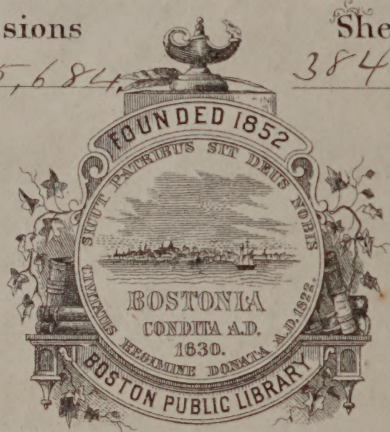 sions She
5,684. 384
FOUNDED 1852
SICUT PATRIBUS SIT DEUS NOBIS
BOSTONIA
CONDITA A.D.
1630.
CIVITATIS REGIMINE DONATA A.D. 1822.
BOSTON PUBLIC LIBRARY